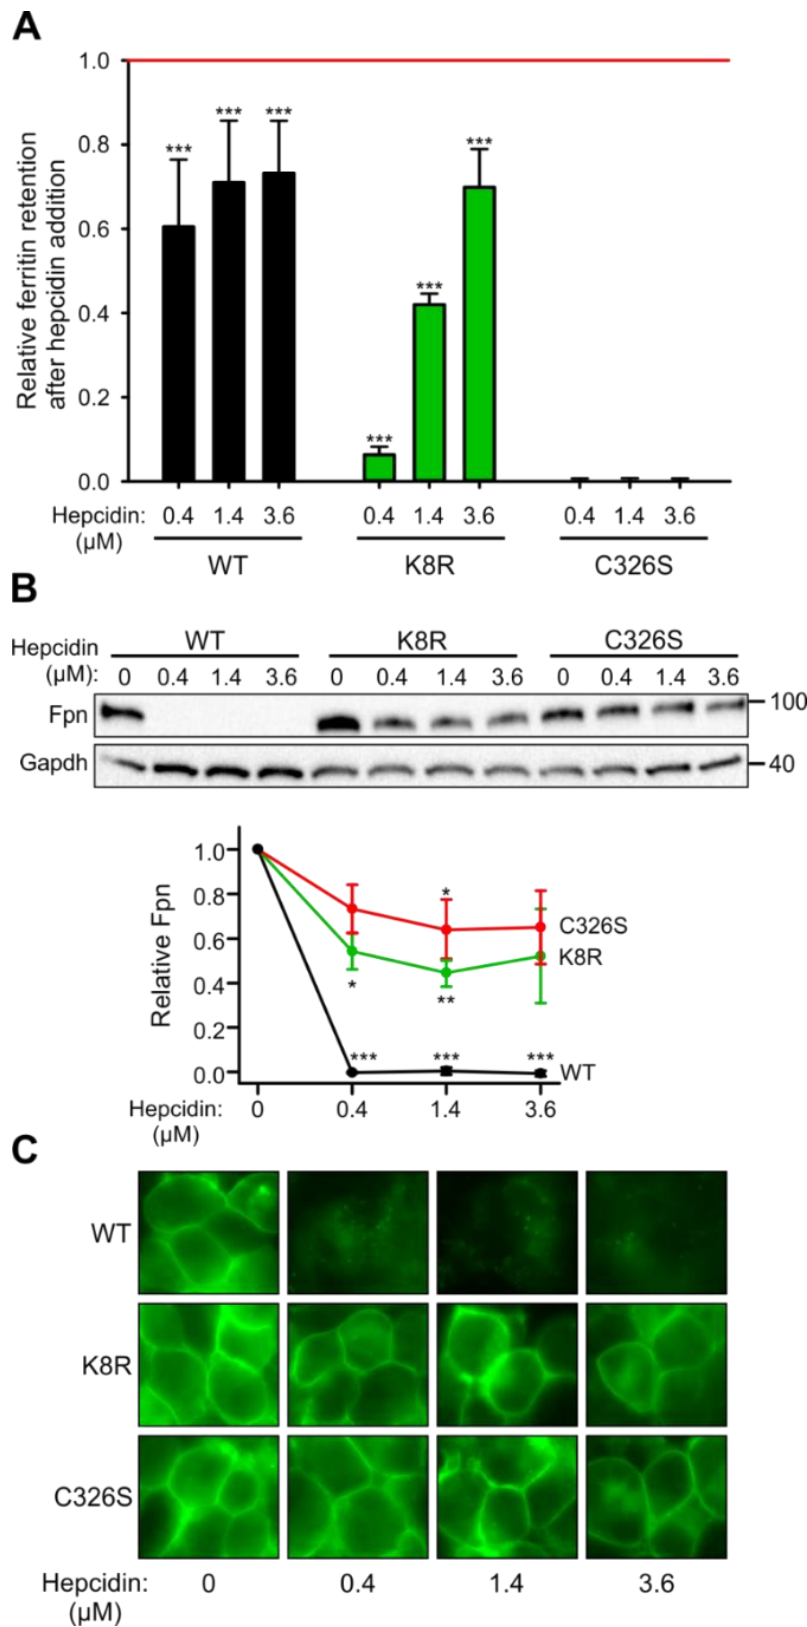 A
Relative ferritin retention
after hepcidin addition
1.0
0.8
0.6
0.4
0.2
0.0
*** *** *** *** *** ***
Hepcidin: 0.4 1.4 3.6 0.4 1.4 3.6 0.4 1.4 3.6
(µM)
WT K8R C326S
B
Hepcidin WT K8R C326S
(µM): 0 0.4 1.4 3.6 0 0.4 1.4 3.6 0 0.4 1.4 3.6
Fpn 100
Gapdh 40
Relative Fpn
1.0
0.8
0.6
0.4
0.2
0.0
*
C326S
K8R
* **
*** *** *** WT
Hepcidin: 0 0.4 1.4 3.6
(µM)
C
WT
K8R
C326S
Hepcidin: 0 0.4 1.4 3.6
(µM)